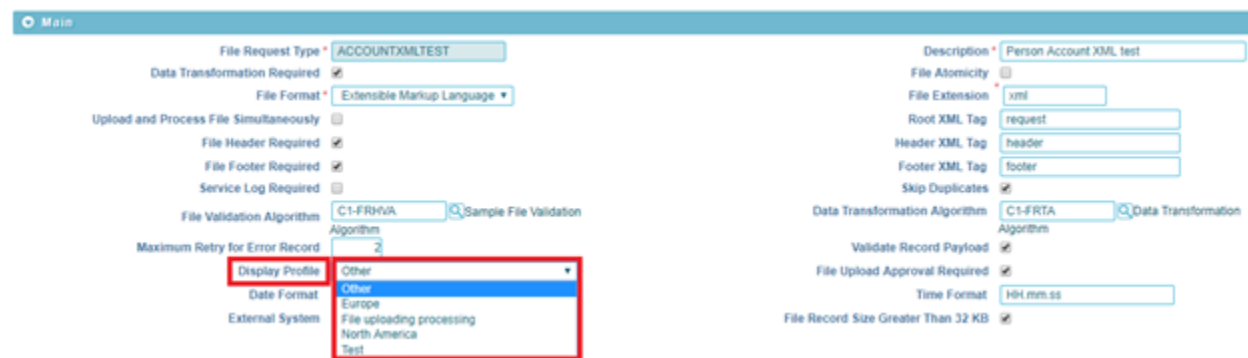 Main
File Request Type * ACCOUNTXMLTEST Description * Person Account XML test
Data Transformation Required File Atomicity
File Format * Extensible Markup Language File Extension * xml
Upload and Process File Simultaneously Root XML Tag request
File Header Required Header XML Tag header
File Footer Required Footer XML Tag footer
Service Log Required Skip Duplicates
File Validation Algorithm C1-FRHVA Sample File Validation Algorithm Data Transformation Algorithm C1-FRTA Data Transformation Algorithm
Maximum Retry for Error Record 2 Validate Record Payload
Display Profile Other File Upload Approval Required
Date Format Other Time Format HH.mm.ss
Europe
External System File uploading processing File Record Size Greater Than 32 KB
North America
Test